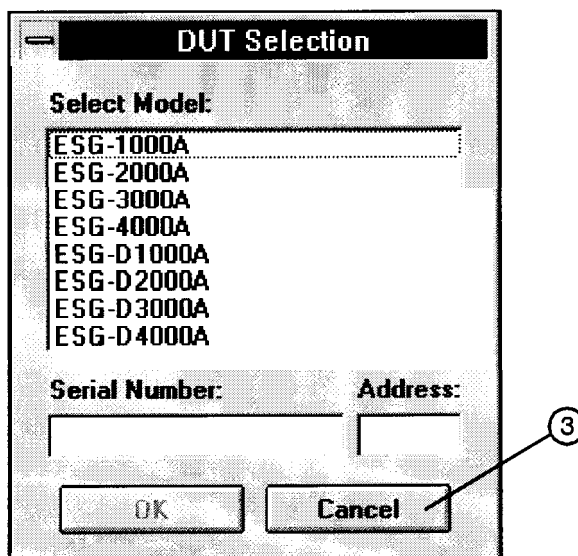 DUT Selection
Select Model:
ESG-1000A
ESG-2000A
ESG-3000A
ESG-4000A
ESG-D1000A
ESG-D2000A
ESG-D3000A
ESG-D4000A
Serial Number: Address:
OK Cancel
3